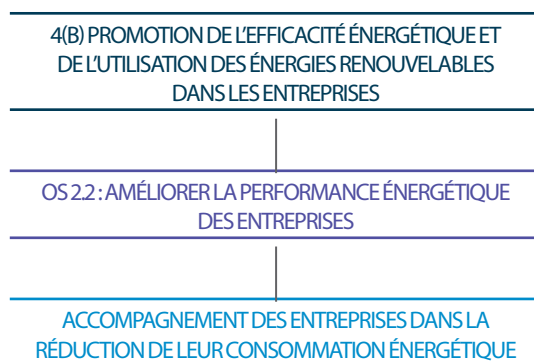 4(B) PROMOTION DE L'EFFICACITÉ ÉNERGÉTIQUE ET
DE L'UTILISATION DES ÉNERGIES RENOUVELABLES
DANS LES ENTREPRISES
OS 2.2 : AMÉLIORER LA PERFORMANCE ÉNERGÉTIQUE
DES ENTREPRISES
ACCOMPAGNEMENT DES ENTREPRISES DANS LA
RÉDUCTION DE LEUR CONSOMMATION ÉNERGÉTIQUE